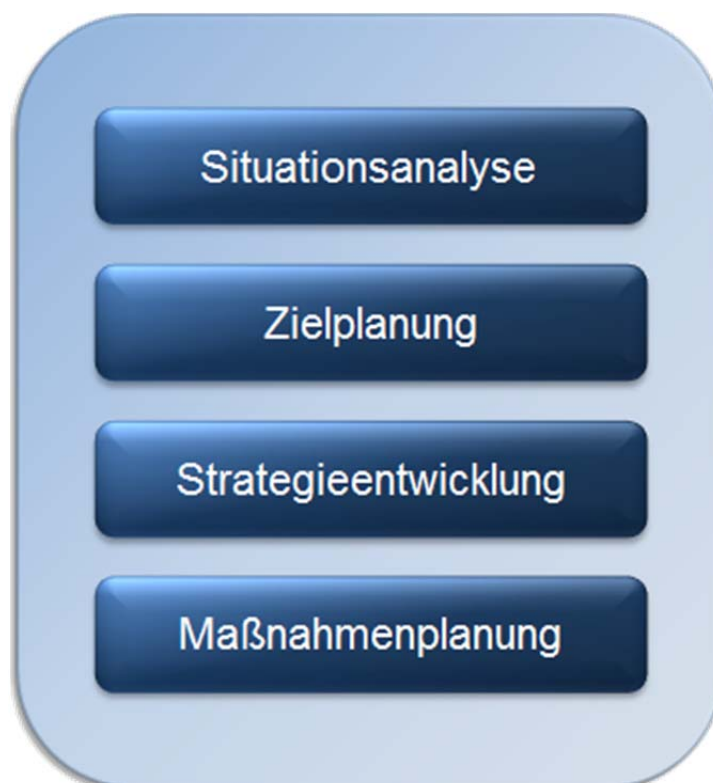 Situationsanalyse
Zielplanung
Strategieentwicklung
Maßnahmenplanung